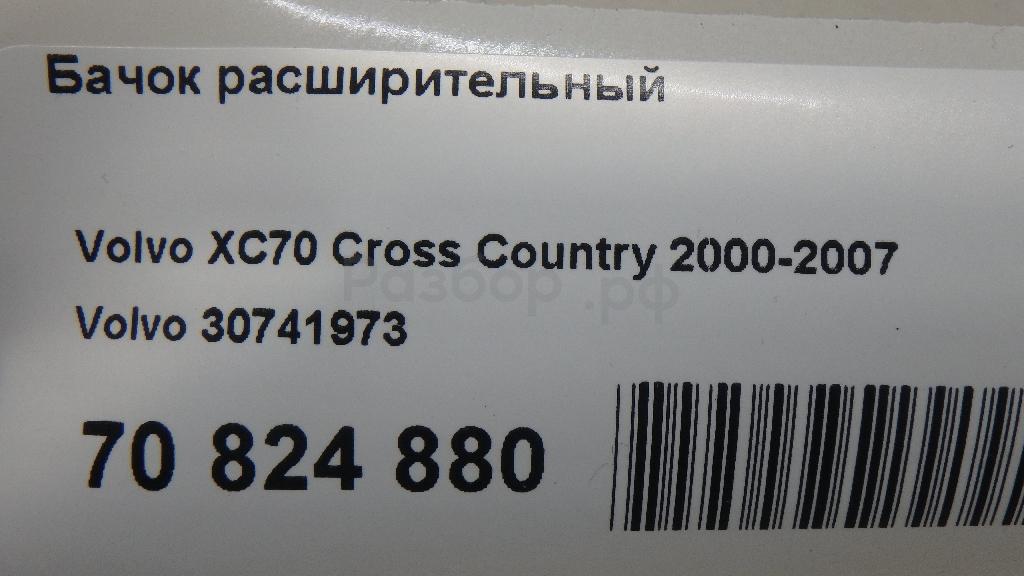 Бачок расширительный
Volvo XC70 Cross Country 2000-2007
Разбор.рф
Volvo 30741973
70 824 880